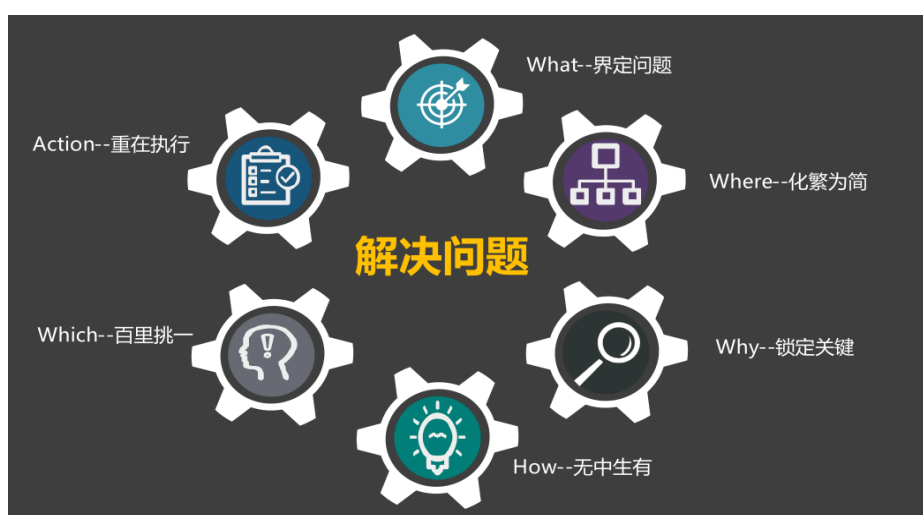 What--界定问题
Action--重在执行
Where--化繁为简
解决问题
Which--百里挑一
Why--锁定关键
How--无中生有